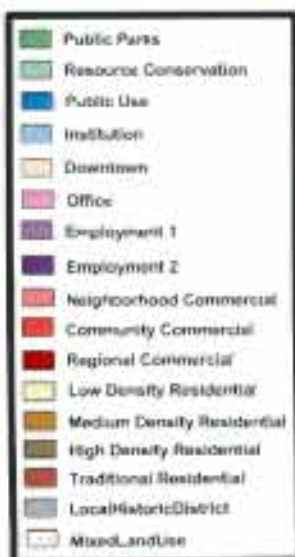 Public Parks
Resource Conservation
Public Use
Institution
Downtown
Office
Employment 1
Employment 2
Neighborhood Commercial
Community Commercial
Regional Commercial
Low Density Residential
Medium Density Residential
High Density Residential
Traditional Residential
LocalHistoricDistrict
MixedLandUse